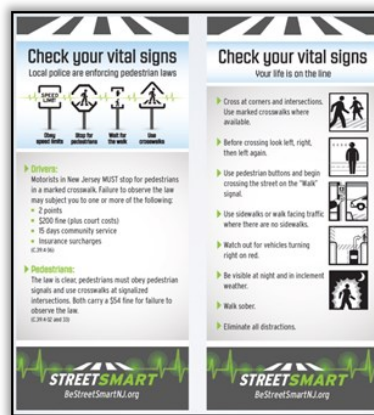 Check your vital signs
Local police are enforcing pedestrian laws
SPEED
LIMIT
Obey
speed limits
Stop for
pedestrians
Wait for
the walk
Use
crosswalks
Drivers:
Motorists in New Jersey MUST stop for pedestrians
in a marked crosswalk. Failure to observe the law
may subject you to one or more of the following:
• 2 points
• $200 fine (plus court costs)
• 15 days community service
• Insurance surcharges
(C.39:4-36)
Pedestrians:
The law is clear, pedestrians must obey pedestrian
signals and use crosswalks at signalized
intersections. Both carry a $54 fine for failure to
observe the law.
(C.39:4-32 and 33)
STREETSMART
BeStreetSmartNJ.org
Check your vital signs
Your life is on the line
Cross at corners and intersections.
Use marked crosswalks where
available.
Before crossing look left, right,
then left again.
Use pedestrian buttons and begin
crossing the street on the "Walk"
signal.
Use sidewalks or walk facing traffic
where there are no sidewalks.
Watch out for vehicles turning
right on red.
Be visible at night and in inclement
weather.
Walk sober.
Eliminate all distractions.
STREETSMART
BeStreetSmartNJ.org